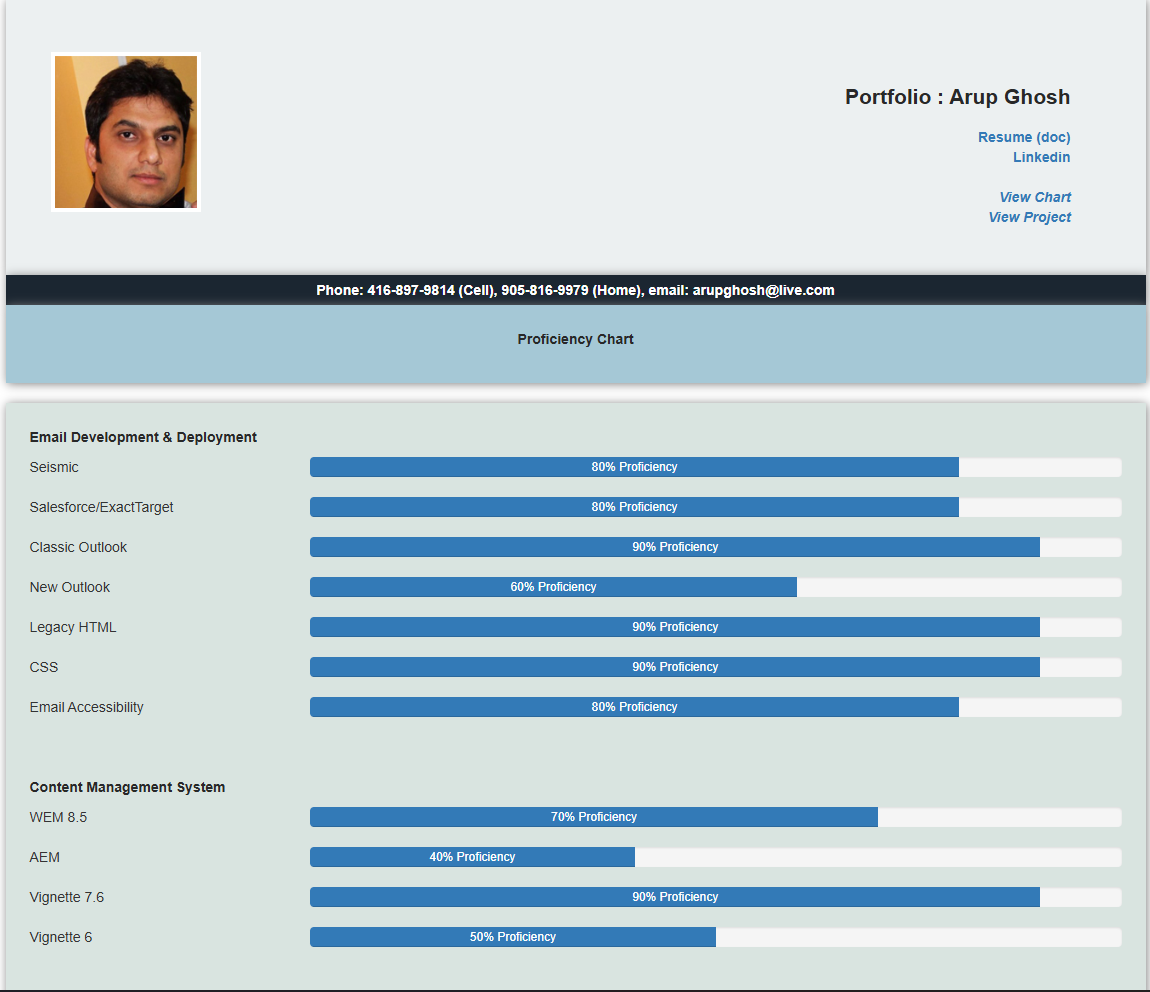 Portfolio : Arup Ghosh
Resume (doc)
Linkedin
View Chart
View Project
Phone: 416-897-9814 (Cell), 905-816-9979 (Home), email: arupghosh@live.com
Proficiency Chart
Email Development & Deployment
Seismic 80% Proficiency
Salesforce/ExactTarget 80% Proficiency
Classic Outlook 90% Proficiency
New Outlook 60% Proficiency
Legacy HTML 90% Proficiency
CSS 90% Proficiency
Email Accessibility 80% Proficiency
Content Management System
WEM 8.5 70% Proficiency
AEM 40% Proficiency
Vignette 7.6 90% Proficiency
Vignette 6 50% Proficiency